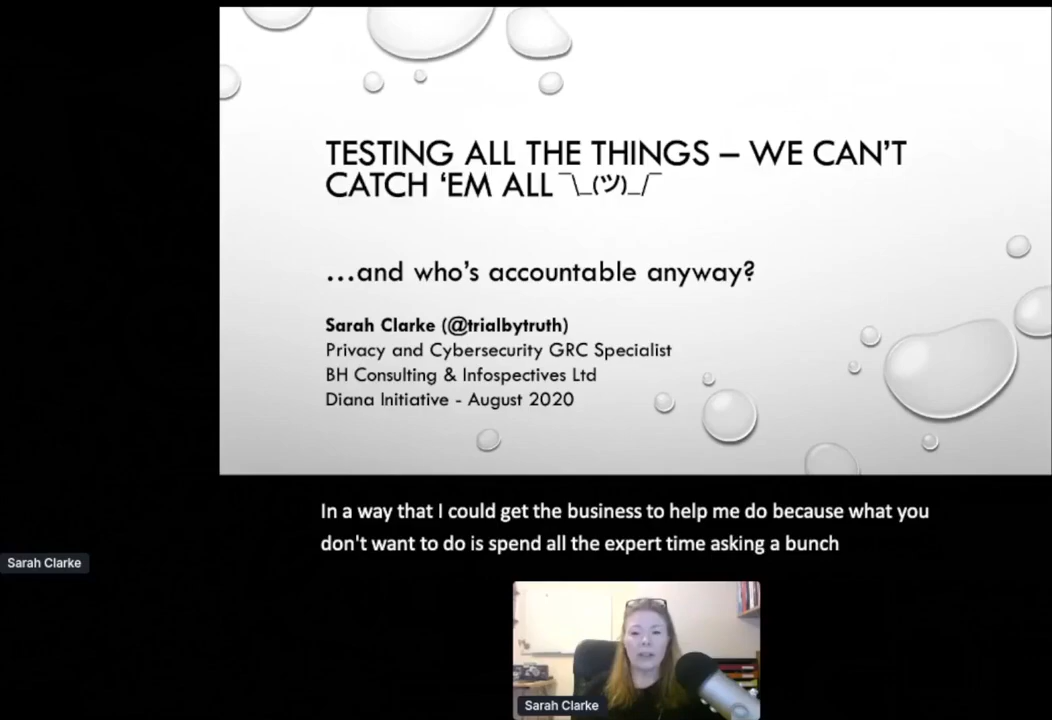 TESTING ALL THE THINGS – WE CAN'T
CATCH 'EM ALL ¯\_(ツ)_/¯
...and who's accountable anyway?
Sarah Clarke (@trialbytruth)
Privacy and Cybersecurity GRC Specialist
BH Consulting & Infospectives Ltd
Diana Initiative - August 2020
In a way that I could get the business to help me do because what you
don't want to do is spend all the expert time asking a bunch
Sarah Clarke
Sarah Clarke